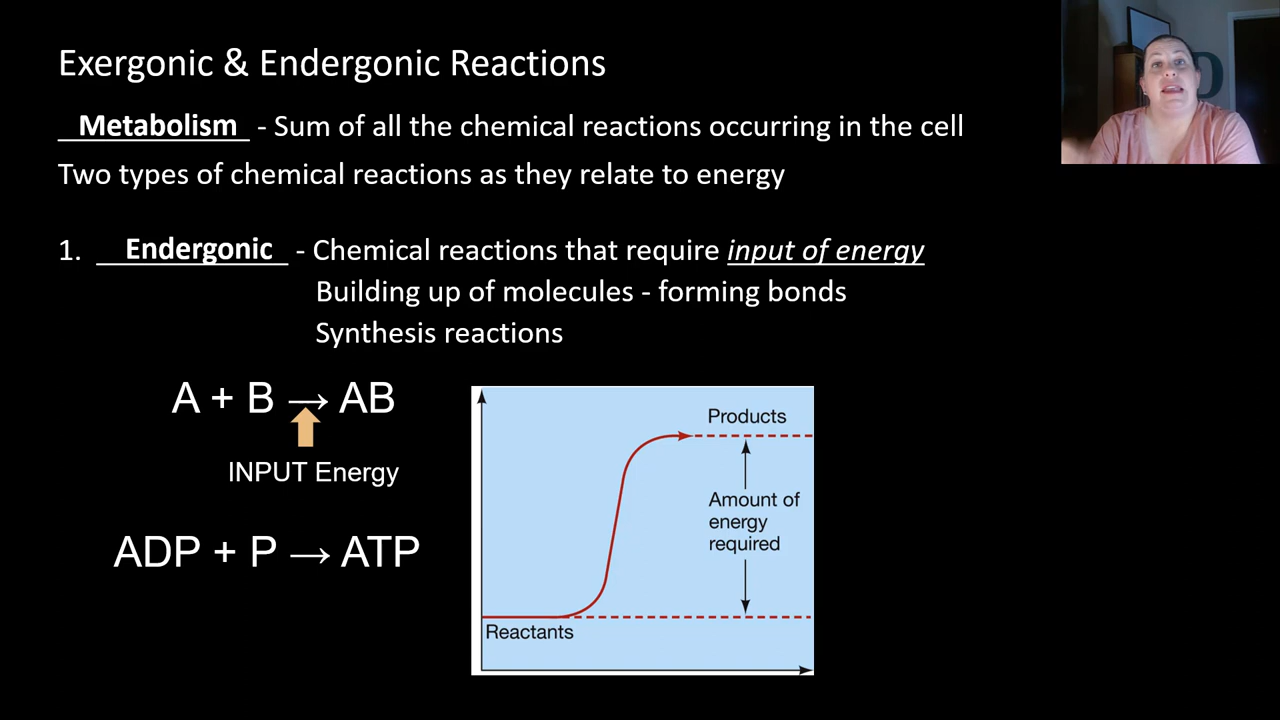 Exergonic & Endergonic Reactions
Metabolism - Sum of all the chemical reactions occurring in the cell
Two types of chemical reactions as they relate to energy
1. Endergonic - Chemical reactions that require input of energy
Building up of molecules - forming bonds
Synthesis reactions
A + B → AB
INPUT Energy
ADP + P → ATP
Products
Amount of
energy
required
Reactants